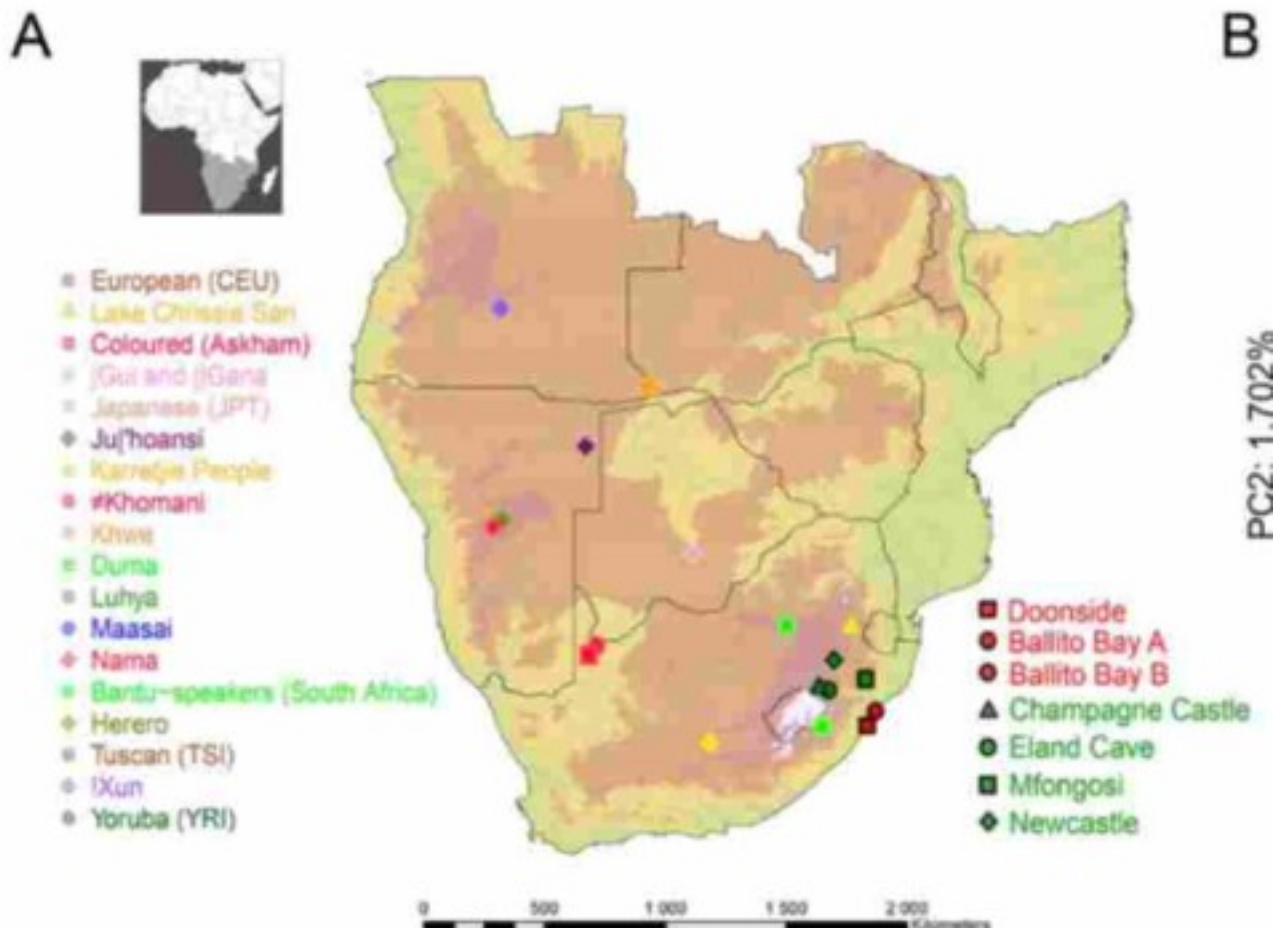 A
B
European (CEU)
Lake Chrissie San
Coloured (Askham)
|Gui and ||Gana
Japanese (JPT)
Ju|'hoansi
Karretjie People
≠Khomani
Khwe
Duma
Luhya
Maasai
Nama
Bantu-speakers (South Africa)
Herero
Tuscan (TSI)
!Xun
Yoruba (YRI)
PC2: 1.702%
Doonside
Ballito Bay A
Ballito Bay B
Champagne Castle
Eland Cave
Mfongosi
Newcastle
0 500 1 000 1 500 2 000
Kilometers